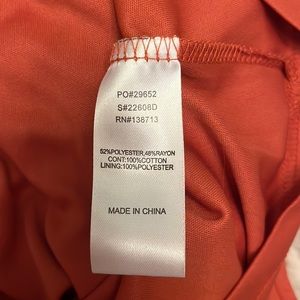 PO#29652
S#22608D
RN#138713
52%POLYESTER,48%RAYON
CONT:100%COTTON
LINING:100%POLYESTER
MADE IN CHINA